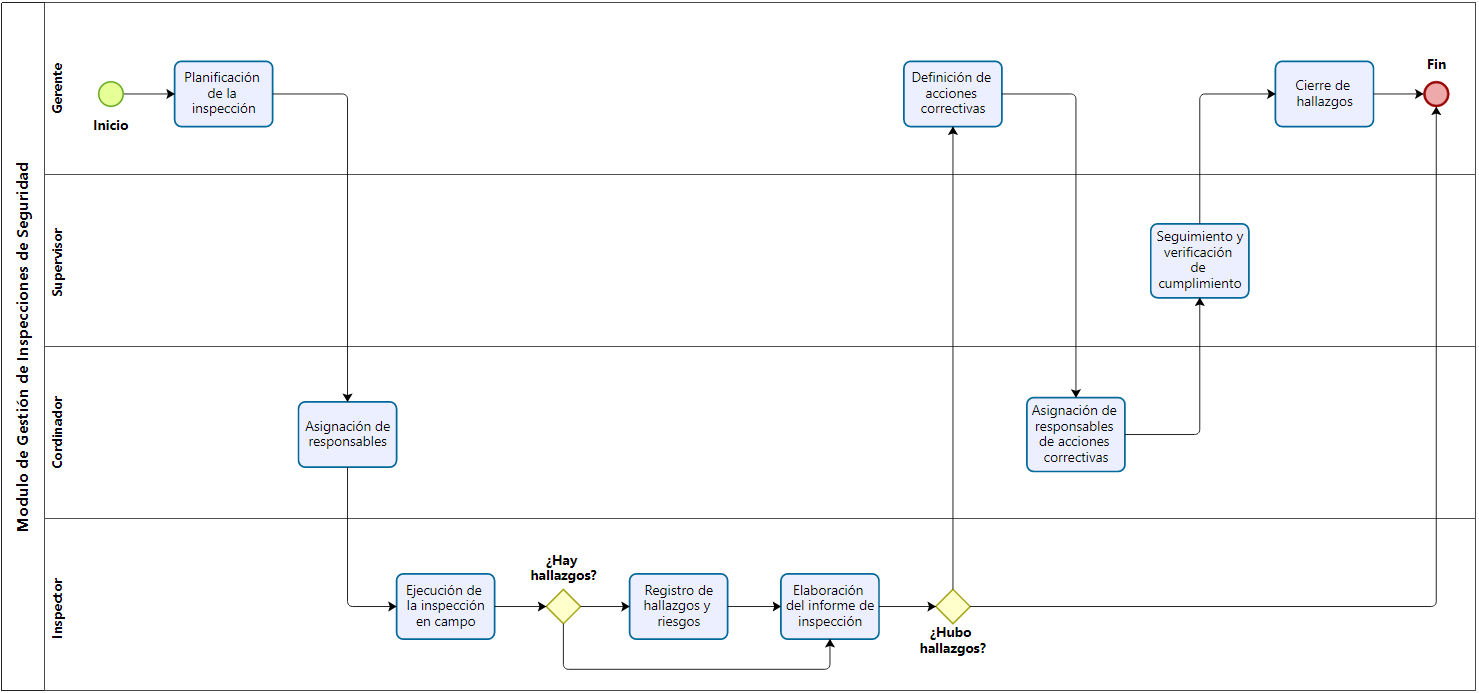 Modulo de Gestión de Inspecciones de Seguridad
Gerente
Inicio
Planificación
de la
inspección
Definición de
acciones
correctivas
Cierre de
hallazgos
Fin
Supervisor
Seguimiento y
verificación
de
cumplimiento
Cordinador
Asignación de
responsables
Asignación de
responsables
de acciones
correctivas
Inspector
Ejecución de
la inspección
en campo
¿Hay
hallazgos?
Registro de
hallazgos y
riesgos
Elaboración
del informe de
inspección
¿Hubo
hallazgos?